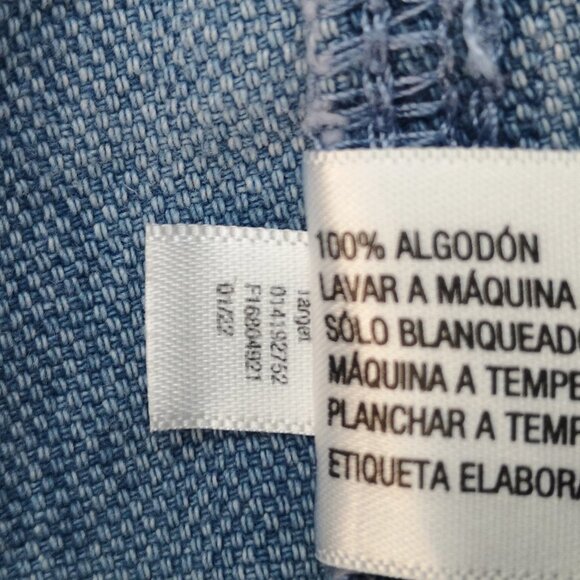 Target
014192752
F16804921
01/22
100% ALGODÓN
LAVAR A MÁQUINA
SÓLO BLANQUEADO
MÁQUINA A TEMPE
PLANCHAR A TEMP
ETIQUETA ELABORA